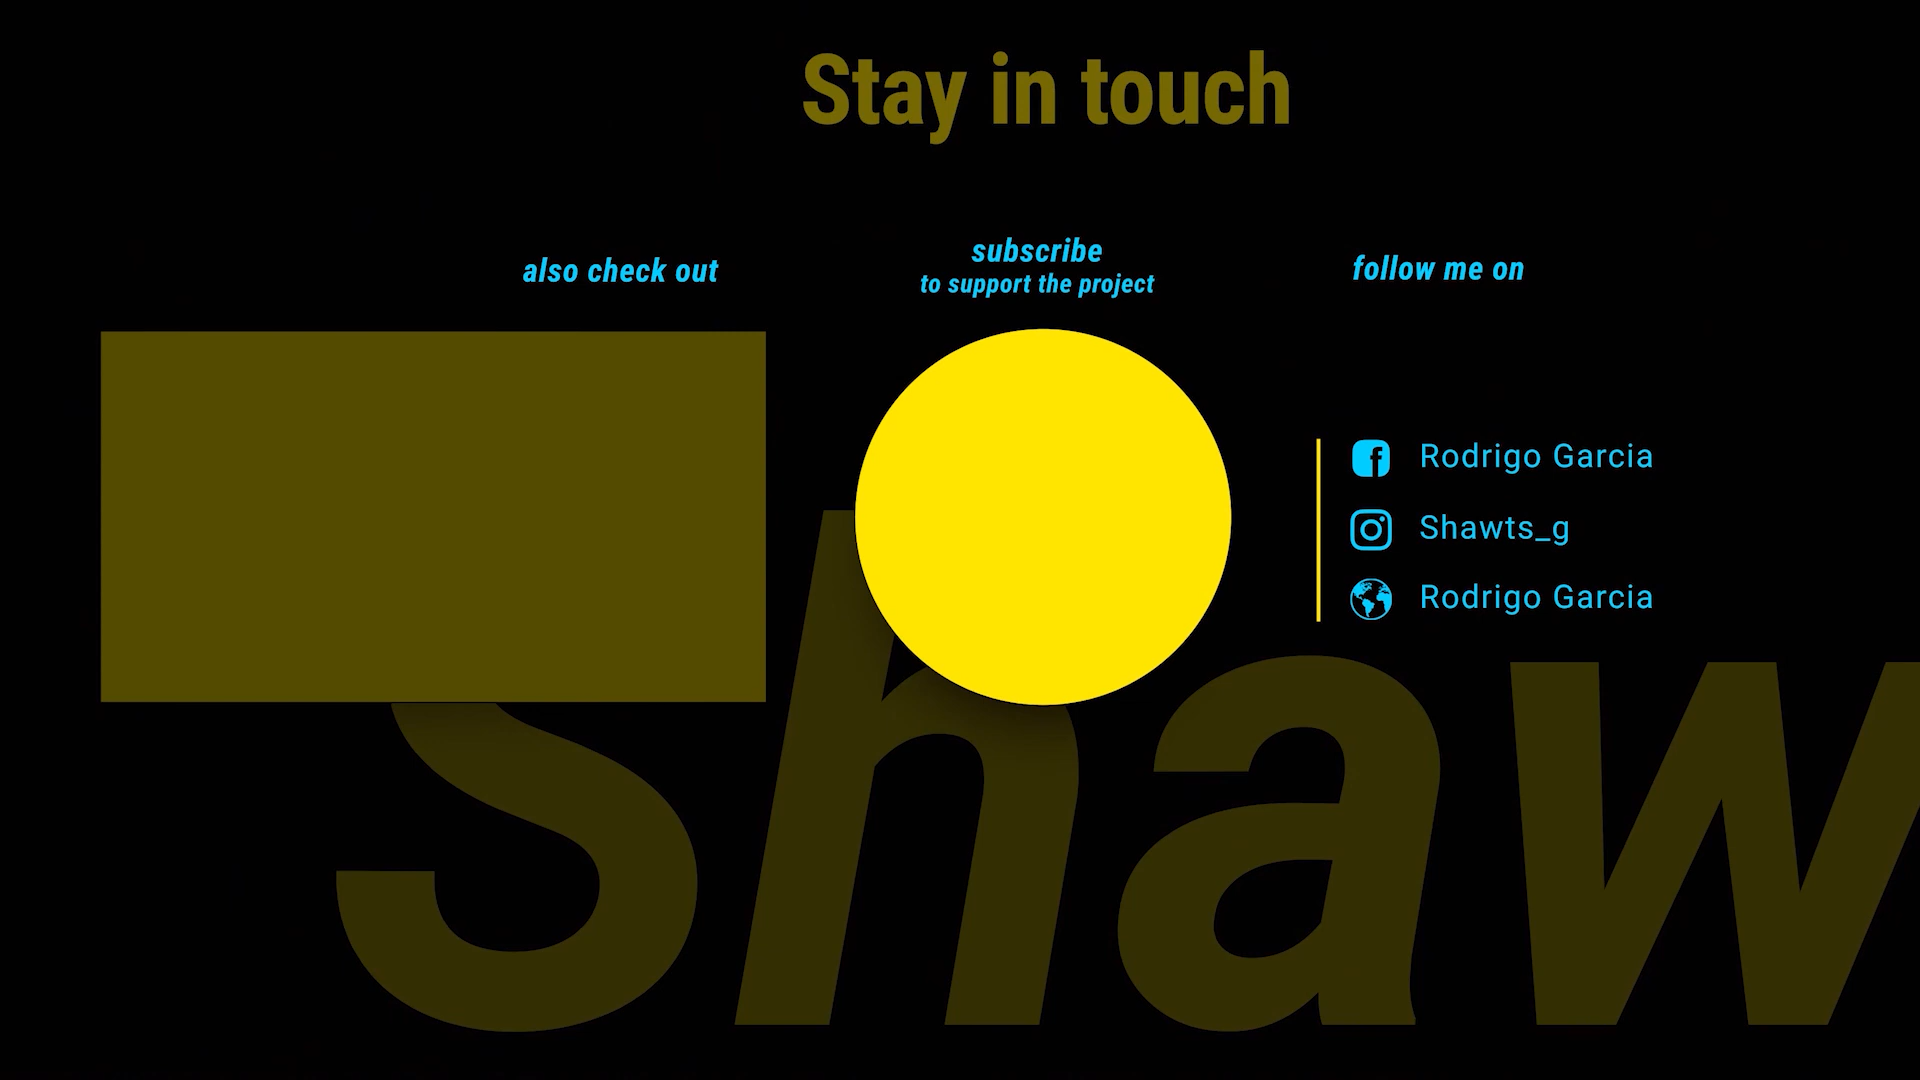 Stay in touch
also check out
subscribe
to support the project
follow me on
Rodrigo Garcia
Shawts_g
Rodrigo Garcia
Shaw